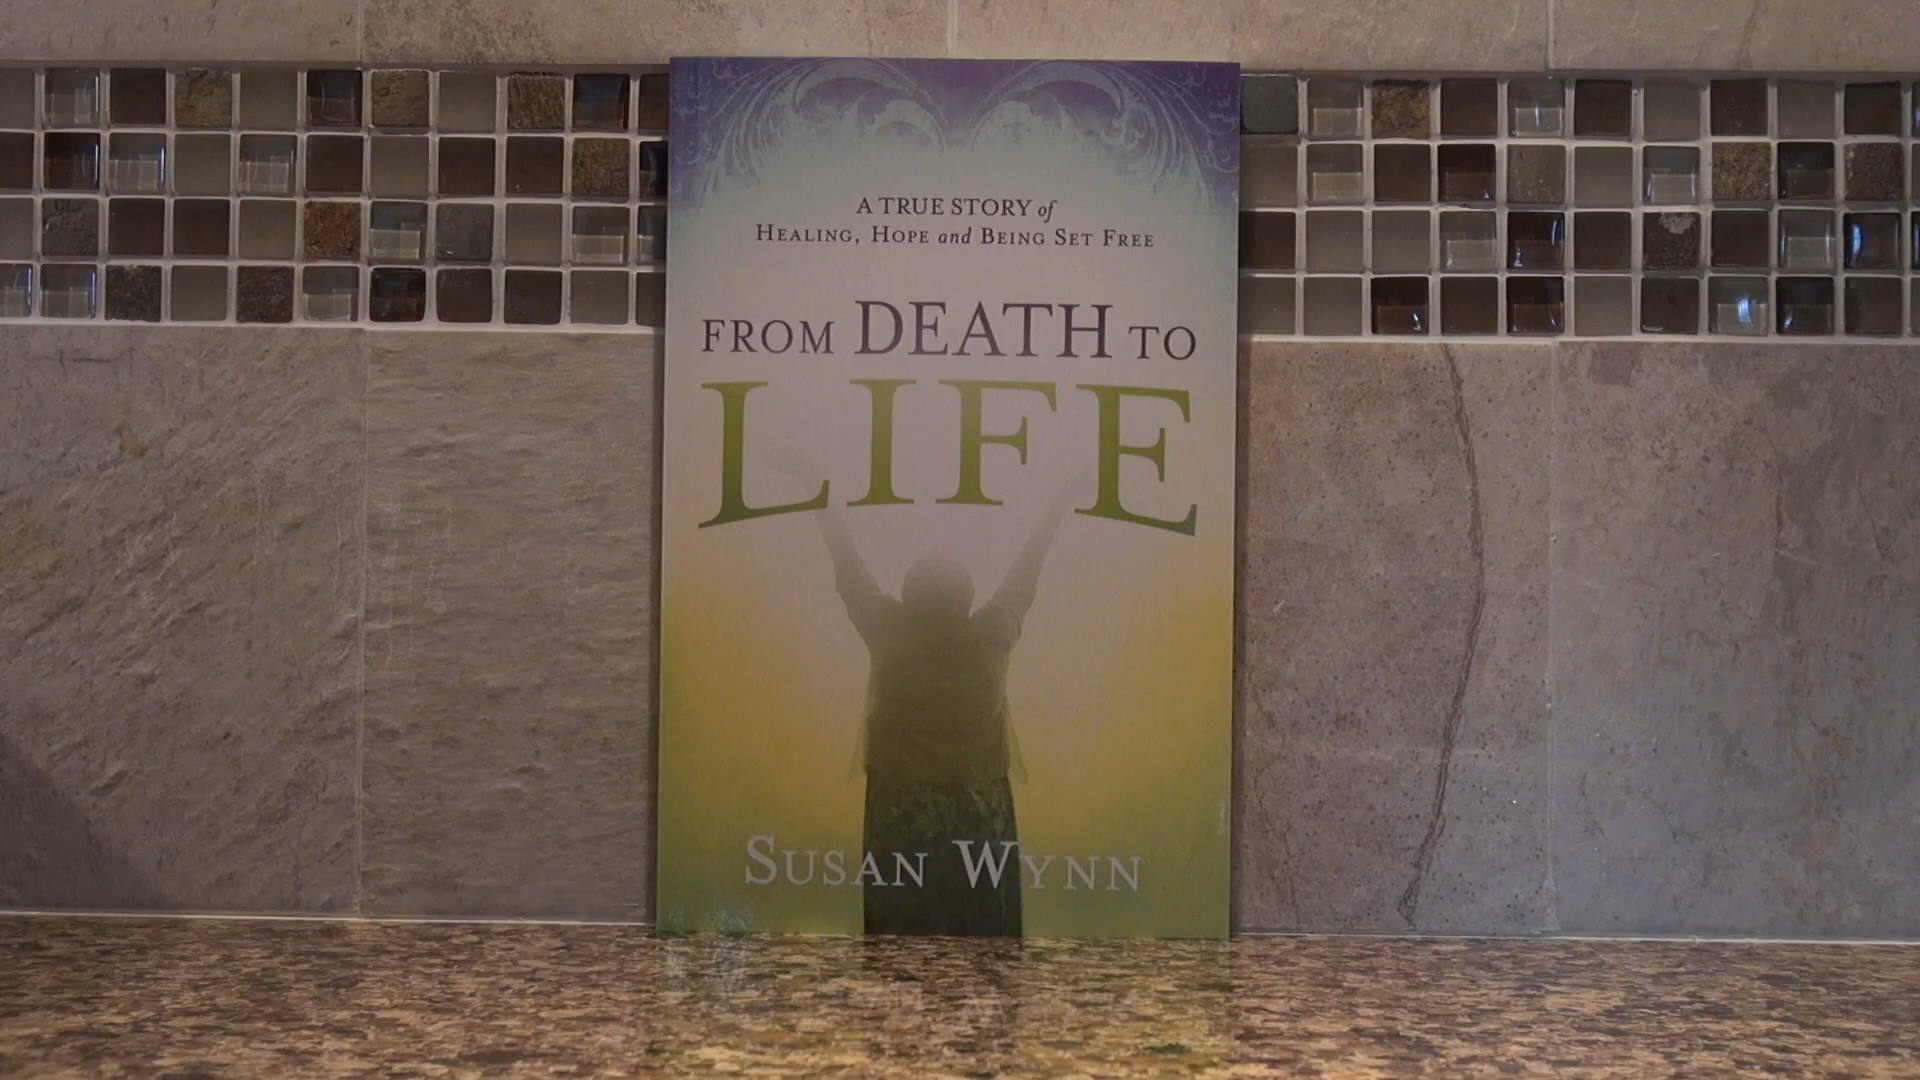 A TRUE STORY of
HEALING, HOPE and BEING SET FREE
FROM DEATH TO
LIFE
SUSAN WYNN